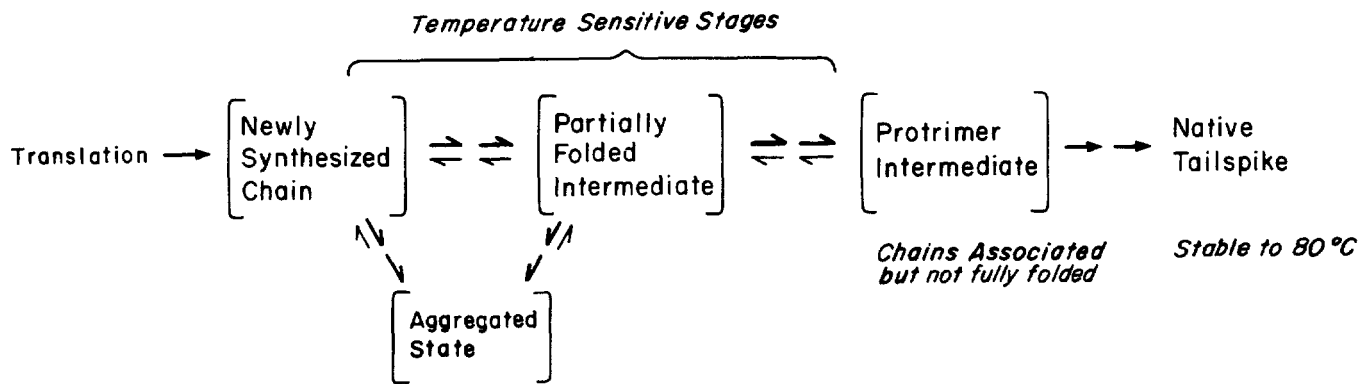 Temperature Sensitive Stages
Translation
Newly
Synthesized
Chain
Partially
Folded
Intermediate
Protrimer
Intermediate
Native
Tailspike
Chains Associated
but not fully folded
Stable to 80°C
Aggregated
State